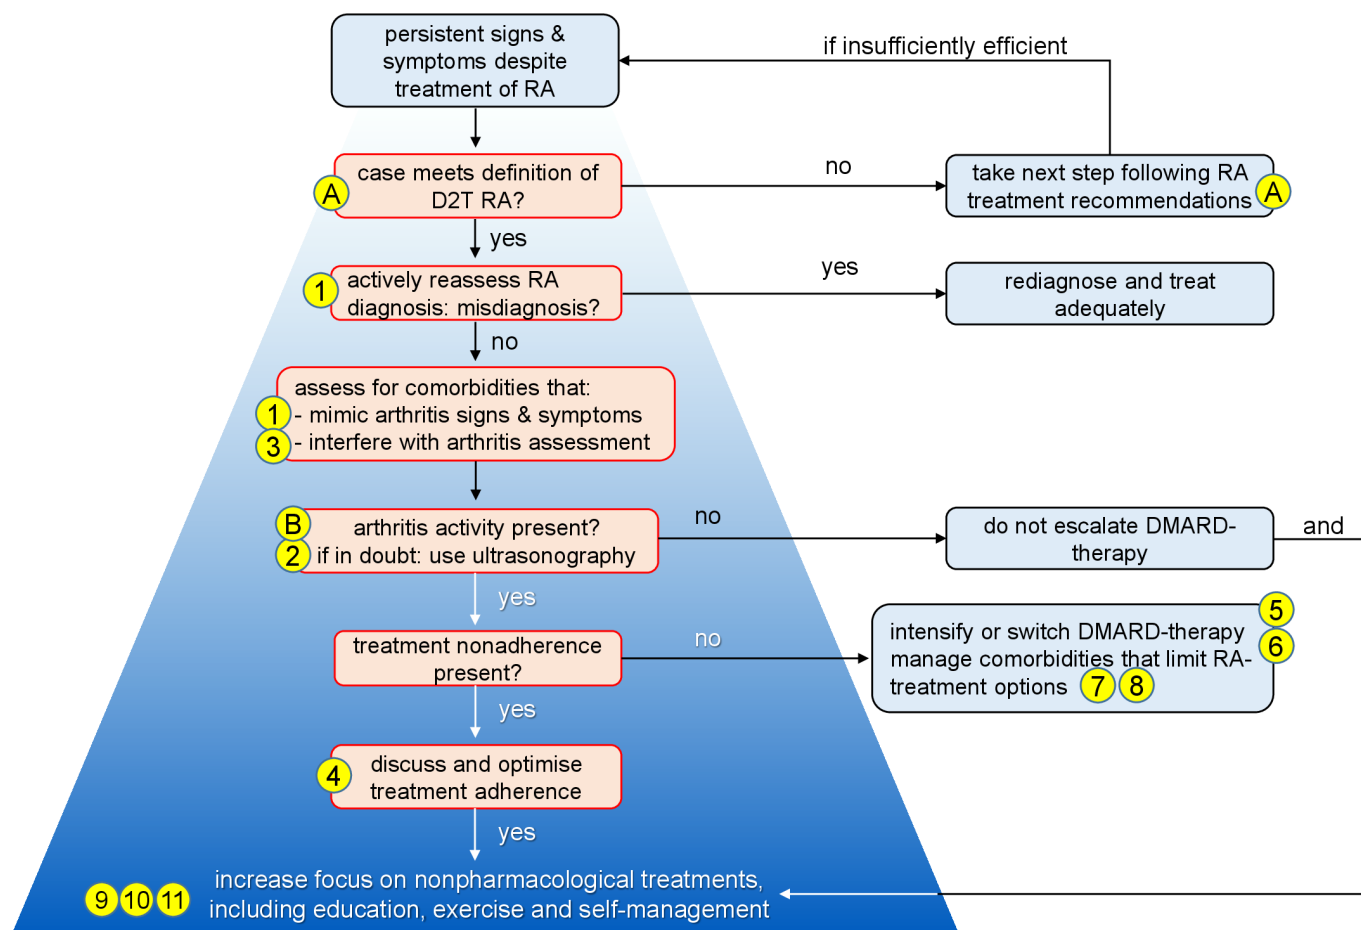 persistent signs &
symptoms despite
treatment of RA
if insufficiently efficient
case meets definition of
D2T RA?
A
no
take next step following RA
treatment recommendations
A
yes
actively reassess RA
diagnosis: misdiagnosis?
1
yes
rediagnose and treat
adequately
no
assess for comorbidities that:
1
- mimic arthritis signs & symptoms
3
- interfere with arthritis assessment
B
arthritis activity present?
2
if in doubt: use ultrasonography
no
do not escalate DMARD-
therapy
and
yes
treatment nonadherence
present?
no
intensify or switch DMARD-therapy
manage comorbidities that limit RA-
treatment options
5
6
7
8
yes
4
discuss and optimise
treatment adherence
yes
9
10
11
increase focus on nonpharmacological treatments,
including education, exercise and self-management